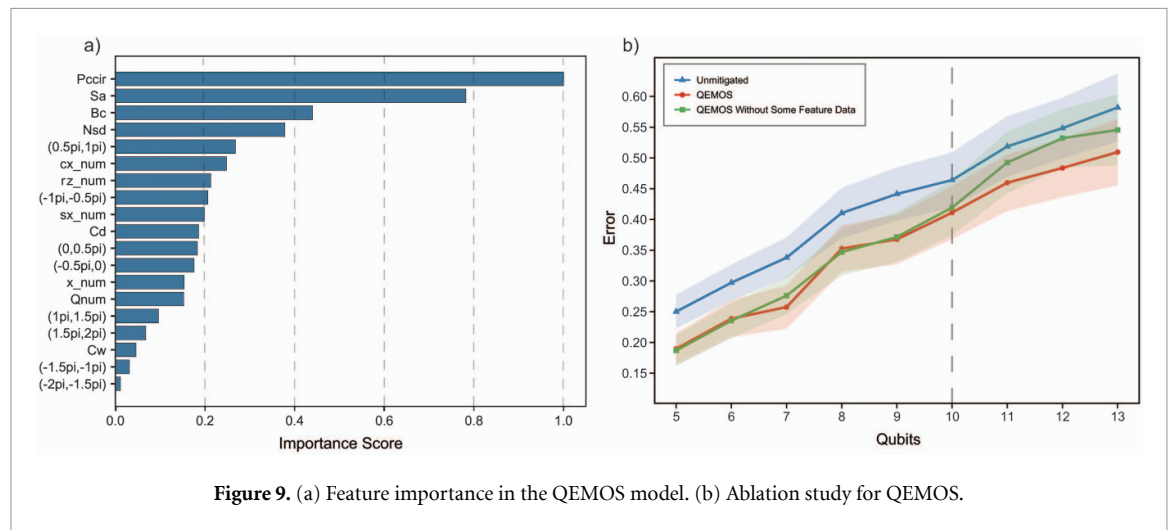 a)
Pccir
Sa
Bc
Nsd
(0.5pi,1pi)
cx_num
rz_num
(-1pi,-0.5pi)
sx_num
Cd
(0,0.5pi)
(-0.5pi,0)
x_num
Qnum
(1pi,1.5pi)
(1.5pi,2pi)
Cw
(-1.5pi,-1pi)
(-2pi,-1.5pi)
0.0 0.2 0.4 0.6 0.8 1.0
Importance Score
b)
Unmitigated
QEMOS
QEMOS Without Some Feature Data
Error
0.60
0.55
0.50
0.45
0.40
0.35
0.30
0.25
0.20
0.15
5 6 7 8 9 10 11 12 13
Qubits
Figure 9. (a) Feature importance in the QEMOS model. (b) Ablation study for QEMOS.